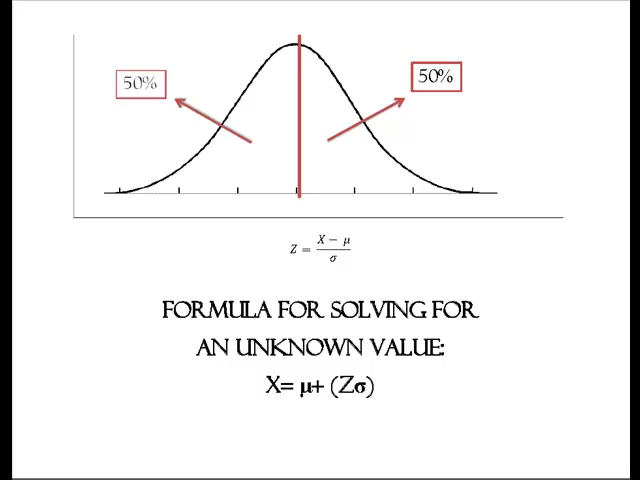 50%
50%
Z = X − μ / σ
FORMULA FOR SOLVING FOR
AN UNKNOWN VALUE:
X= μ+ (Zσ)